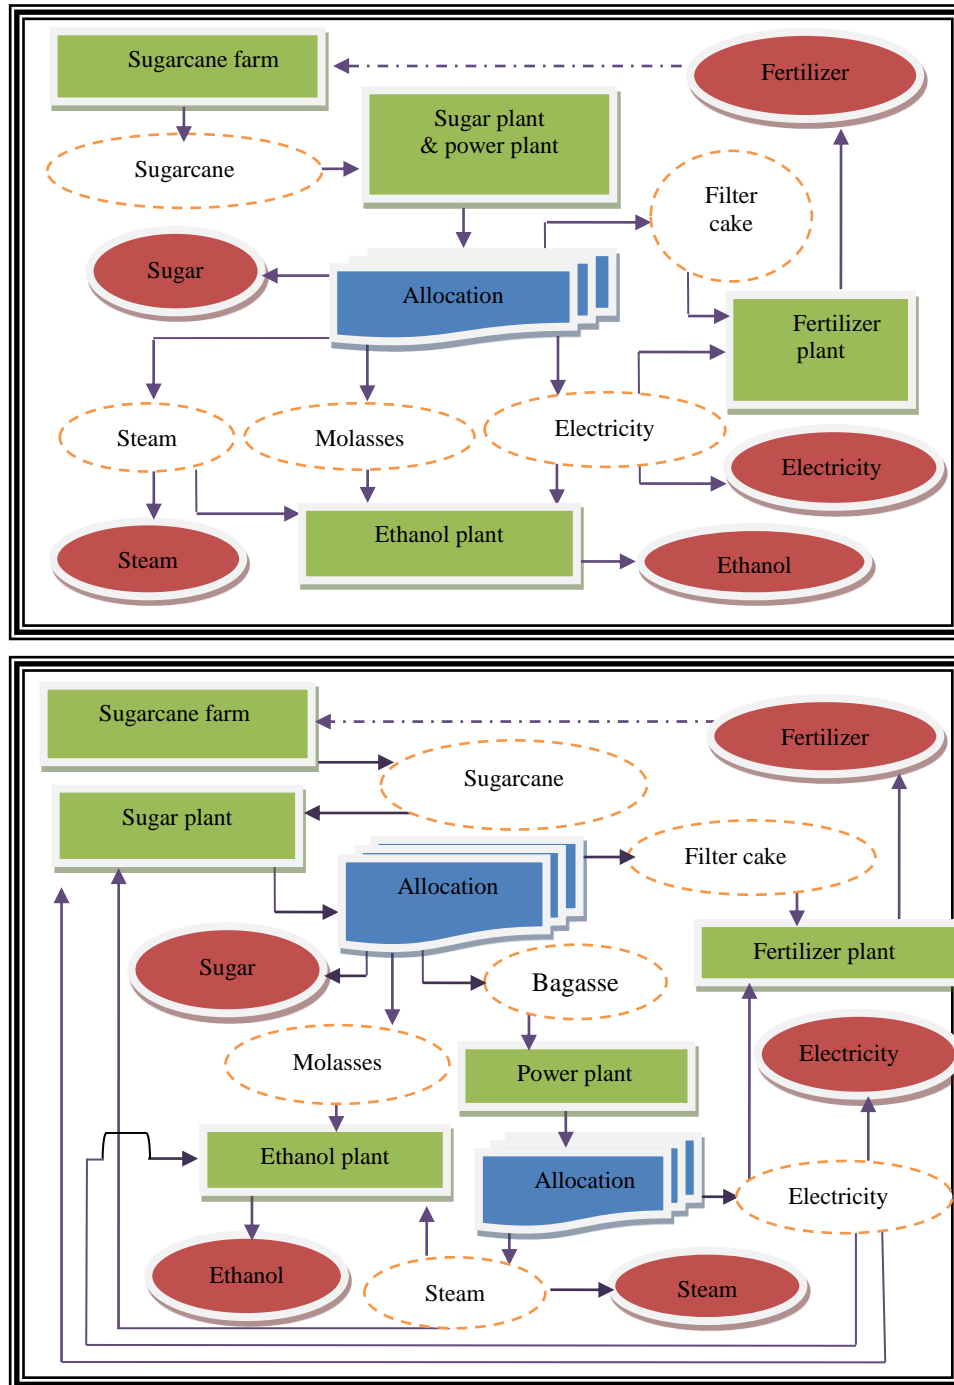 Sugarcane farm
Fertilizer
Sugar plant
& power plant
Sugarcane
Filter
cake
Sugar
Allocation
Fertilizer
plant
Steam
Molasses
Electricity
Electricity
Ethanol plant
Steam
Ethanol
Sugarcane farm
Fertilizer
Sugarcane
Sugar plant
Filter cake
Allocation
Sugar
Fertilizer plant
Bagasse
Molasses
Power plant
Electricity
Ethanol plant
Allocation
Electricity
Ethanol
Steam
Steam